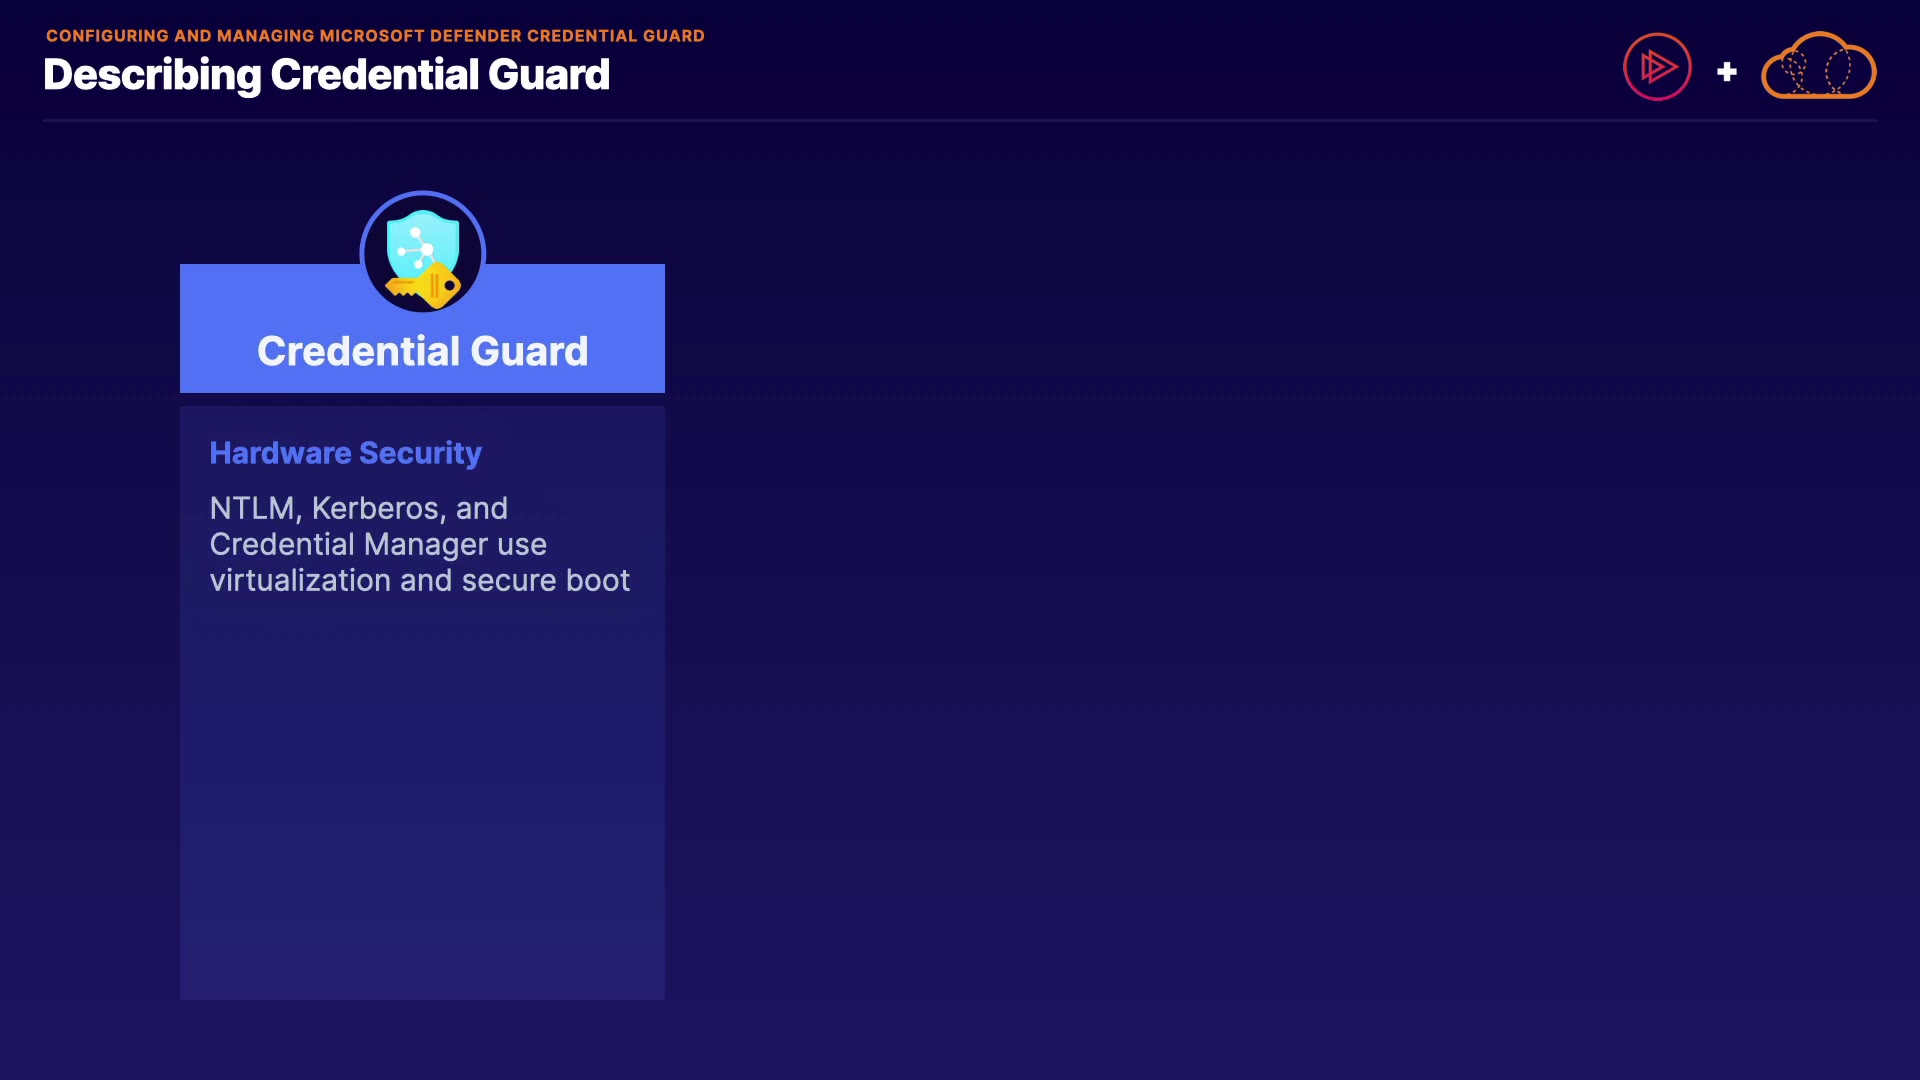 CONFIGURING AND MANAGING MICROSOFT DEFENDER CREDENTIAL GUARD
Describing Credential Guard
Credential Guard
Hardware Security
NTLM, Kerberos, and
Credential Manager use
virtualization and secure boot